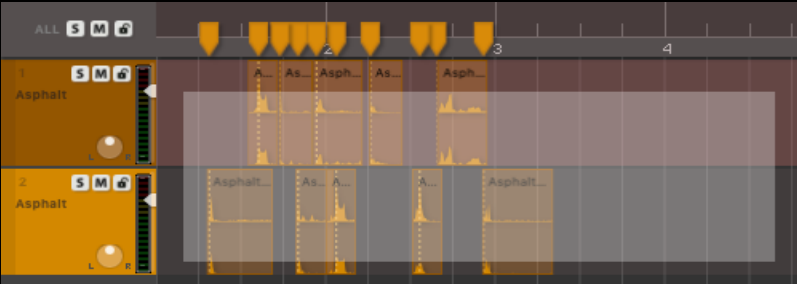 ALL S M
2 3 4
1 S M A... As... Asph... As... Asph...
Asphalt
L R
2 S M Asphalt... As... A... A... Asphalt...
Asphalt
L R